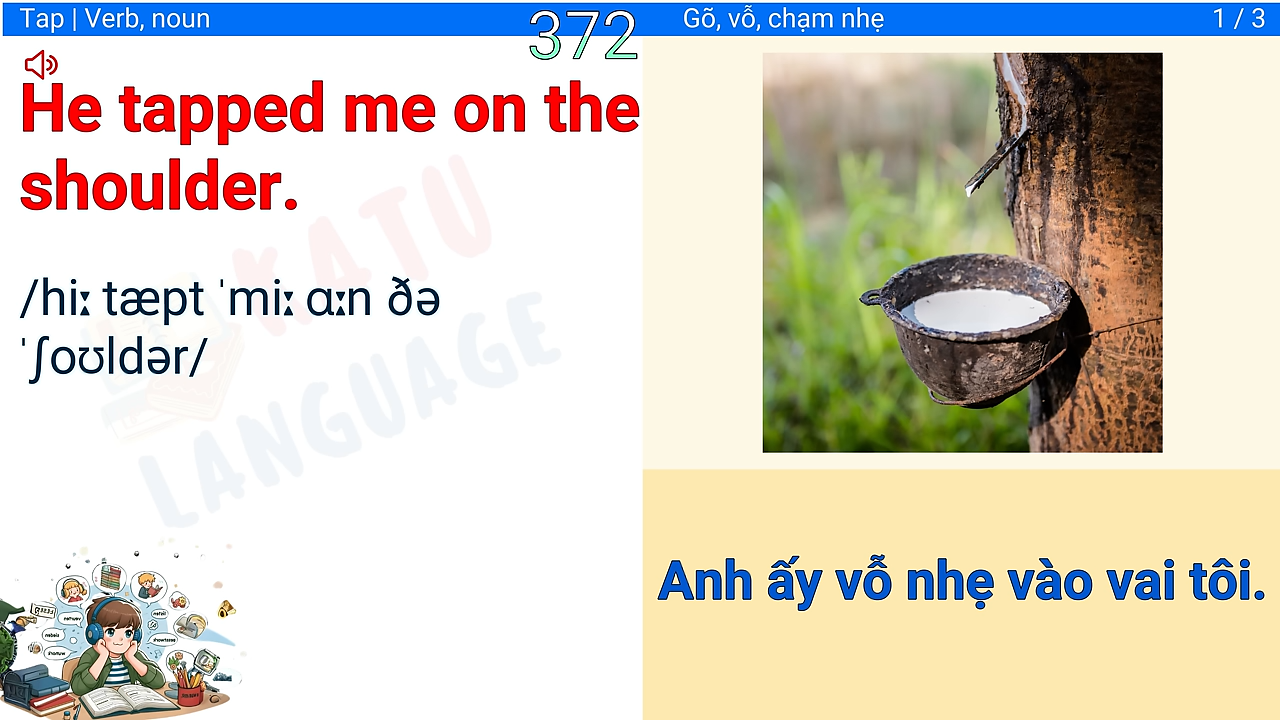 Tap | Verb, noun
372
Gõ, vỗ, chạm nhẹ
1 / 3
He tapped me on the
shoulder.
/hiː tæpt ˈmiː ɑːn ðə
ˈʃoʊldər/
KATU
LANGUAGE
Anh ấy vỗ nhẹ vào vai tôi.